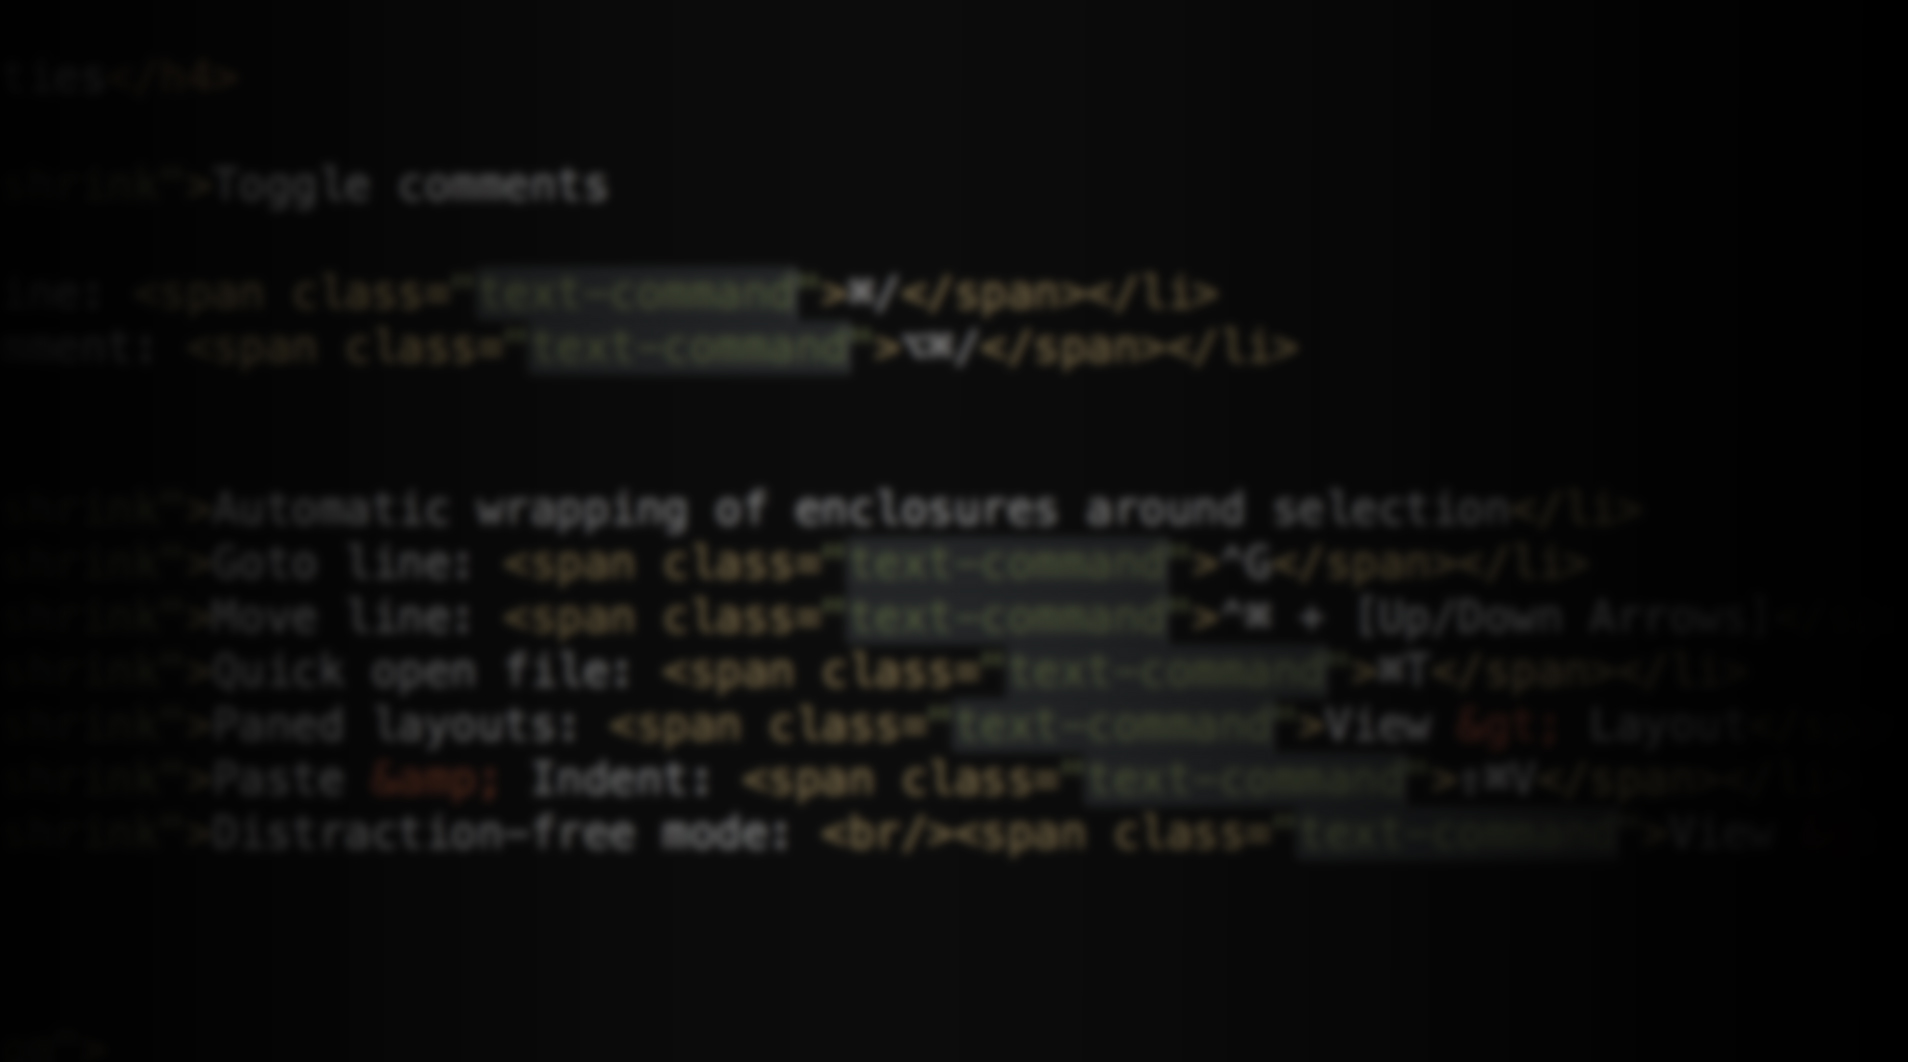 ties</h4>
shrink">Toggle comments
ine: <span class="text-command">⌘/</span></li>
mment: <span class="text-command">⌥⌘/</span></li>
shrink">Automatic wrapping of enclosures around selection</li>
shrink">Goto line: <span class="text-command">^G</span></li>
shrink">Move line: <span class="text-command">^⌘ + [Up/Down Arrows]</
shrink">Quick open file: <span class="text-command">⌘T</span></li>
shrink">Paned layouts: <span class="text-command">View &gt; Layout</
shrink">Paste &amp; Indent: <span class="text-command">⇧⌘V</span></li>
shrink">Distraction-free mode: <br/><span class="text-command">View